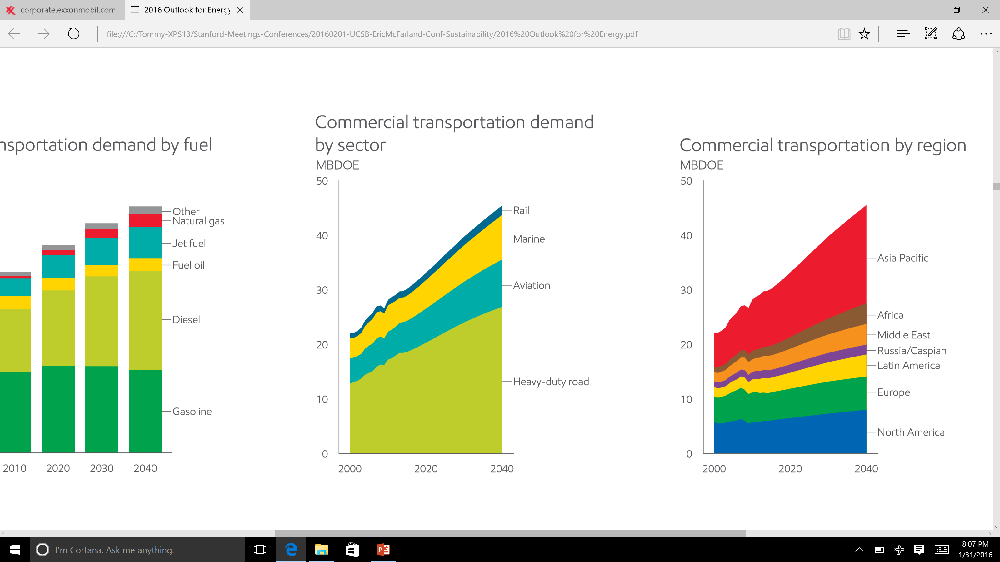 corporate.exxonmobil.com
2016 Outlook for Energy
file:///C:/Tommy-XPS13/Stanford-Meetings-Conferences/20160201-UCSB-EricMcFarland-Conf-Sustainability/2016%20Outlook%20for%20Energy.pdf
nsportation demand by fuel
Other
Natural gas
Jet fuel
Fuel oil
Diesel
Gasoline
2010 2020 2030 2040
Commercial transportation demand
by sector
MBDOE
50
40
30
20
10
0
Rail
Marine
Aviation
Heavy-duty road
2000 2020 2040
Commercial transportation by region
MBDOE
50
40
30
20
10
0
Asia Pacific
Africa
Middle East
Russia/Caspian
Latin America
Europe
North America
2000 2020 2040
I'm Cortana. Ask me anything.
8:07 PM
1/31/2016